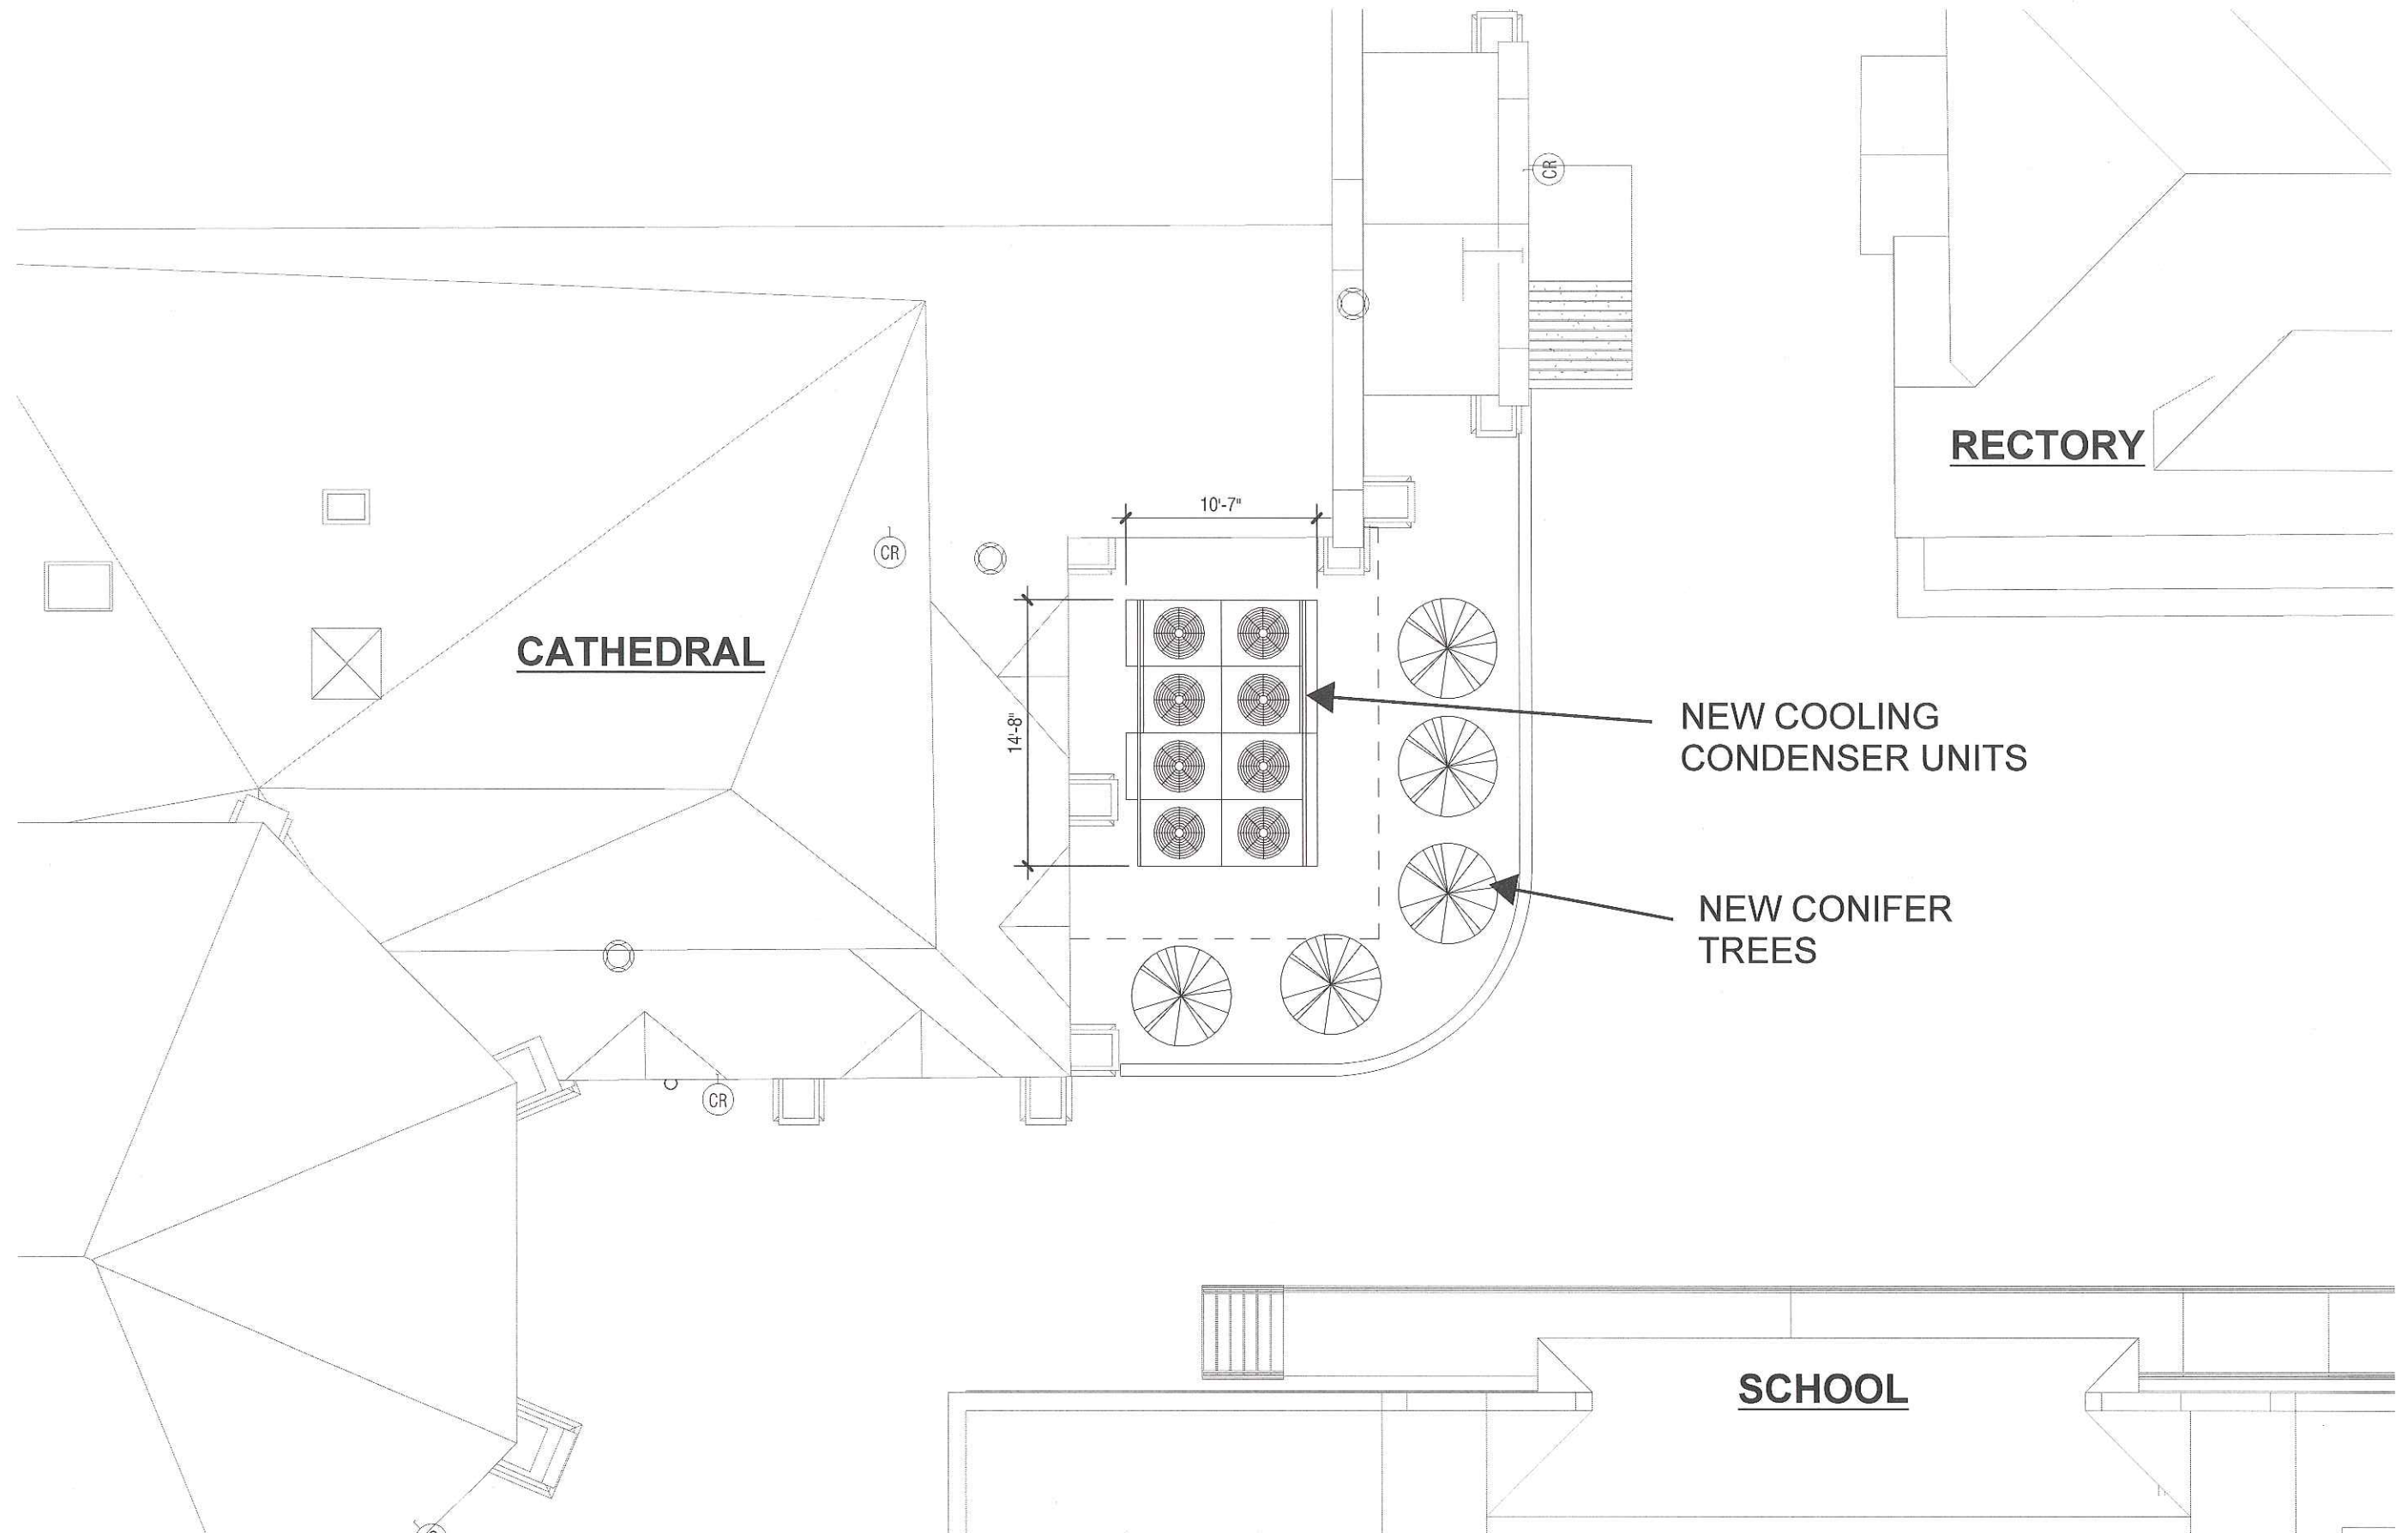 CR
RECTORY
10'-7"
CR
CATHEDRAL
14'-8"
NEW COOLING
CONDENSER UNITS
NEW CONIFER
TREES
CR
SCHOOL